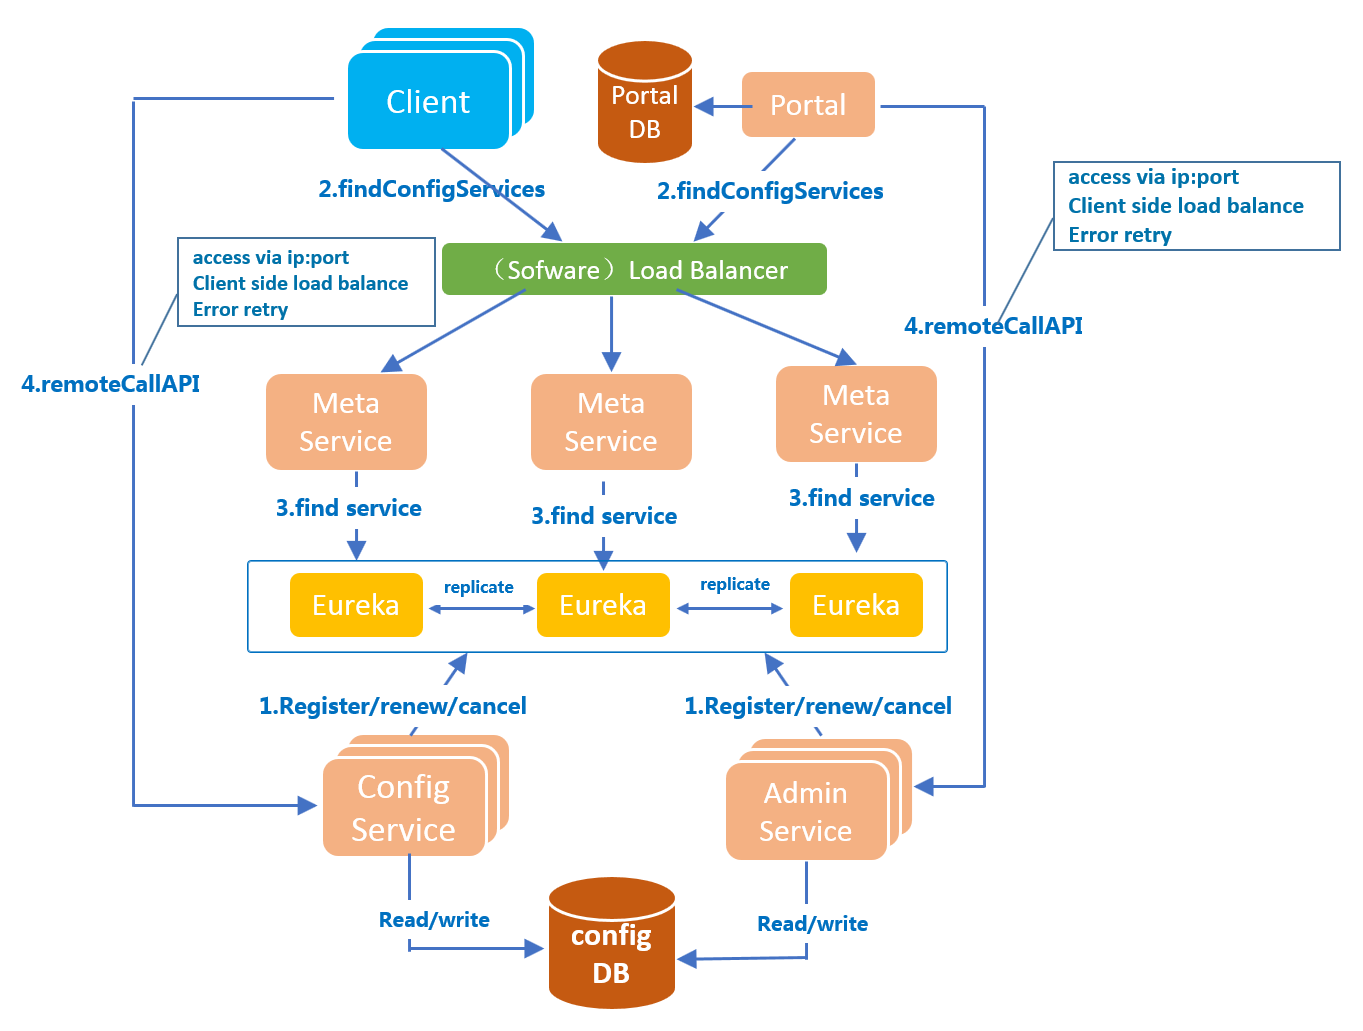 Client
Portal
DB
Portal
2.findConfigServices
2.findConfigServices
access via ip:port
Client side load balance
Error retry
access via ip:port
Client side load balance
Error retry
（Sofware）Load Balancer
4.remoteCallAPI
4.remoteCallAPI
Meta
Service
Meta
Service
Meta
Service
3.find service
3.find service
3.find service
Eureka
replicate
Eureka
replicate
Eureka
1.Register/renew/cancel
1.Register/renew/cancel
Config
Service
Admin
Service
Read/write
Read/write
config
DB